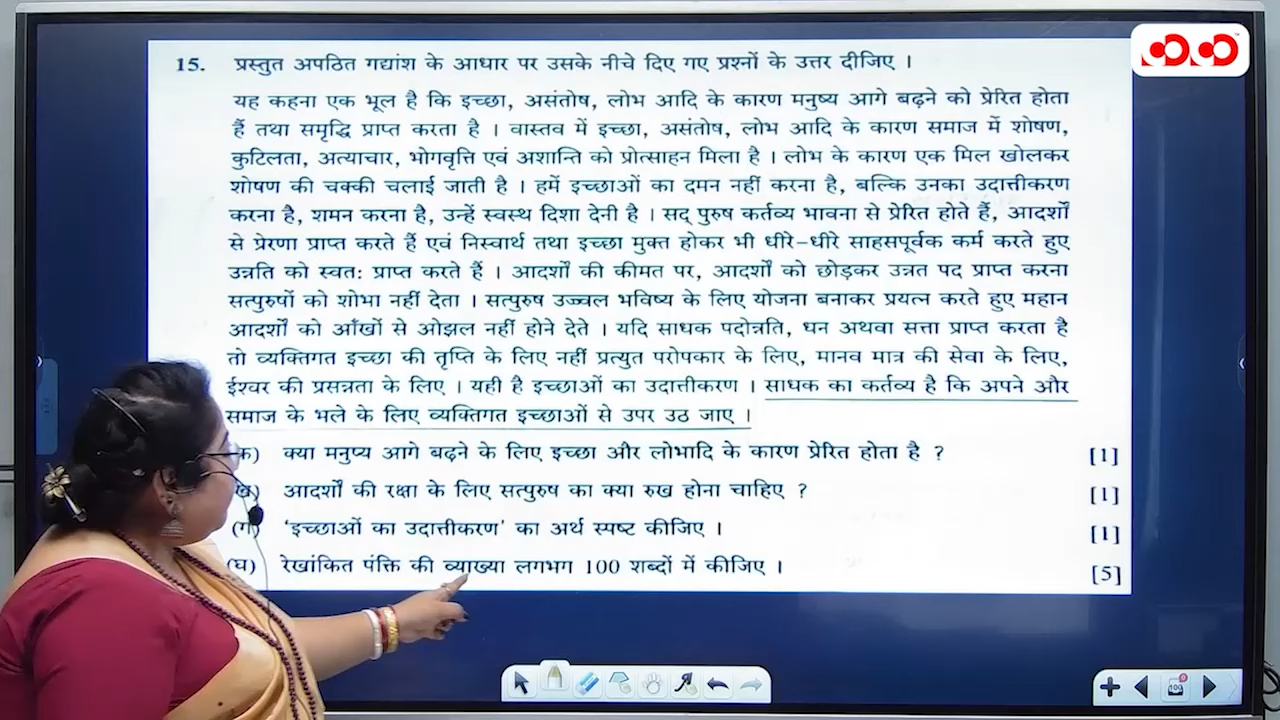 15. प्रस्तुत अपठित गद्यांश के आधार पर उसके नीचे दिए गए प्रश्नों के उत्तर दीजिए ।
यह कहना एक भूल है कि इच्छा, असंतोष, लोभ आदि के कारण मनुष्य आगे बढ़ने को प्रेरित होता
हैं तथा समृद्धि प्राप्त करता है । वास्तव में इच्छा, असंतोष, लोभ आदि के कारण समाज में शोषण,
कुटिलता, अत्याचार, भोगवृत्ति एवं अशान्ति को प्रोत्साहन मिला है । लोभ के कारण एक मिल खोलकर
शोषण की चक्की चलाई जाती है । हमें इच्छाओं का दमन नहीं करना है, बल्कि उनका उदात्तीकरण
करना है, शमन करना है, उन्हें स्वस्थ दिशा देनी है । सद् पुरुष कर्तव्य भावना से प्रेरित होते हैं, आदर्शों
से प्रेरणा प्राप्त करते हैं एवं निस्वार्थ तथा इच्छा मुक्त होकर भी धीरे-धीरे साहसपूर्वक कर्म करते हुए
उन्नति को स्वत: प्राप्त करते हैं । आदर्शों की कीमत पर, आदर्शों को छोड़कर उन्नत पद प्राप्त करना
सत्पुरुषों को शोभा नहीं देता । सत्पुरुष उज्वल भविष्य के लिए योजना बनाकर प्रयत्न करते हुए महान
आदर्शों को आँखों से ओझल नहीं होने देते । यदि साधक पदोन्नति, धन अथवा सत्ता प्राप्त करता है
तो व्यक्तिगत इच्छा की तृप्ति के लिए नहीं प्रत्युत परोपकार के लिए, मानव मात्र की सेवा के लिए,
ईश्वर की प्रसन्नता के लिए । यही है इच्छाओं का उदात्तीकरण । साधक का कर्तव्य है कि अपने और
समाज के भले के लिए व्यक्तिगत इच्छाओं से उपर उठ जाए ।
क) क्या मनुष्य आगे बढ़ने के लिए इच्छा और लोभादि के कारण प्रेरित होता है ? [1]
ख) आदर्शों की रक्षा के लिए सत्पुरुष का क्या रुख होना चाहिए ? [1]
(ग) 'इच्छाओं का उदात्तीकरण' का अर्थ स्पष्ट कीजिए । [1]
(घ) रेखांकित पंक्ति की व्याख्या लगभग 100 शब्दों में कीजिए । [5]
100